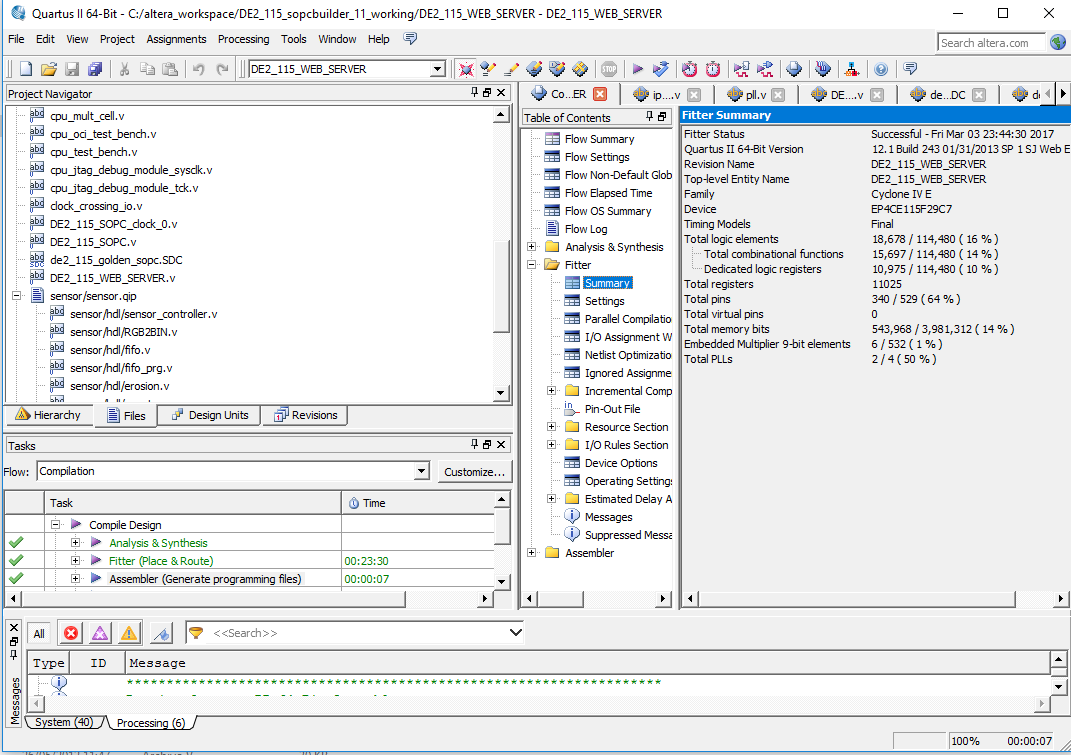 Quartus II 64-Bit - C:/altera_workspace/DE2_115_sopcbuilder_11_working/DE2_115_WEB_SERVER - DE2_115_WEB_SERVER
File Edit View Project Assignments Processing Tools Window Help
Search altera.com
DE2_115_WEB_SERVER
STOP
Project Navigator
cpu_mult_cell.v
cpu_oci_test_bench.v
cpu_test_bench.v
cpu_jtag_debug_module_sysclk.v
cpu_jtag_debug_module_tck.v
clock_crossing_io.v
DE2_115_SOPC_clock_0.v
DE2_115_SOPC.v
de2_115_golden_sopc.SDC
DE2_115_WEB_SERVER.v
sensor/sensor.qip
sensor/hdl/sensor_controller.v
sensor/hdl/RGB2BIN.v
sensor/hdl/fifo.v
sensor/hdl/fifo_prg.v
sensor/hdl/erosion.v
Hierarchy Files Design Units Revisions
Tasks
Flow: Compilation Customize...
Task Time
Compile Design
Analysis & Synthesis
Fitter (Place & Route) 00:23:30
Assembler (Generate programming files) 00:00:07
Co...ER ip....v pll.v DE....v de...DC de
Table of Contents
Flow Summary
Flow Settings
Flow Non-Default Glob
Flow Elapsed Time
Flow OS Summary
Flow Log
Analysis & Synthesis
Fitter
Summary
Settings
Parallel Compilatio
I/O Assignment W
Netlist Optimizatio
Ignored Assignme
Incremental Comp
Pin-Out File
Resource Section
I/O Rules Section
Device Options
Operating Settings
Estimated Delay A
Messages
Suppressed Messa
Assembler
Fitter Summary
Fitter Status Successful - Fri Mar 03 23:44:30 2017
Quartus II 64-Bit Version 12.1 Build 243 01/31/2013 SP 1 SJ Web E
Revision Name DE2_115_WEB_SERVER
Top-level Entity Name DE2_115_WEB_SERVER
Family Cyclone IV E
Device EP4CE115F29C7
Timing Models Final
Total logic elements 18,678 / 114,480 ( 16 % )
Total combinational functions 15,697 / 114,480 ( 14 % )
Dedicated logic registers 10,975 / 114,480 ( 10 % )
Total registers 11025
Total pins 340 / 529 ( 64 % )
Total virtual pins 0
Total memory bits 543,968 / 3,981,312 ( 14 % )
Embedded Multiplier 9-bit elements 6 / 532 ( 1 % )
Total PLLs 2 / 4 ( 50 % )
All <<Search>>
Type ID Message
*******************************************************************
Messages
System (40) Processing (6)
100% 00:00:07